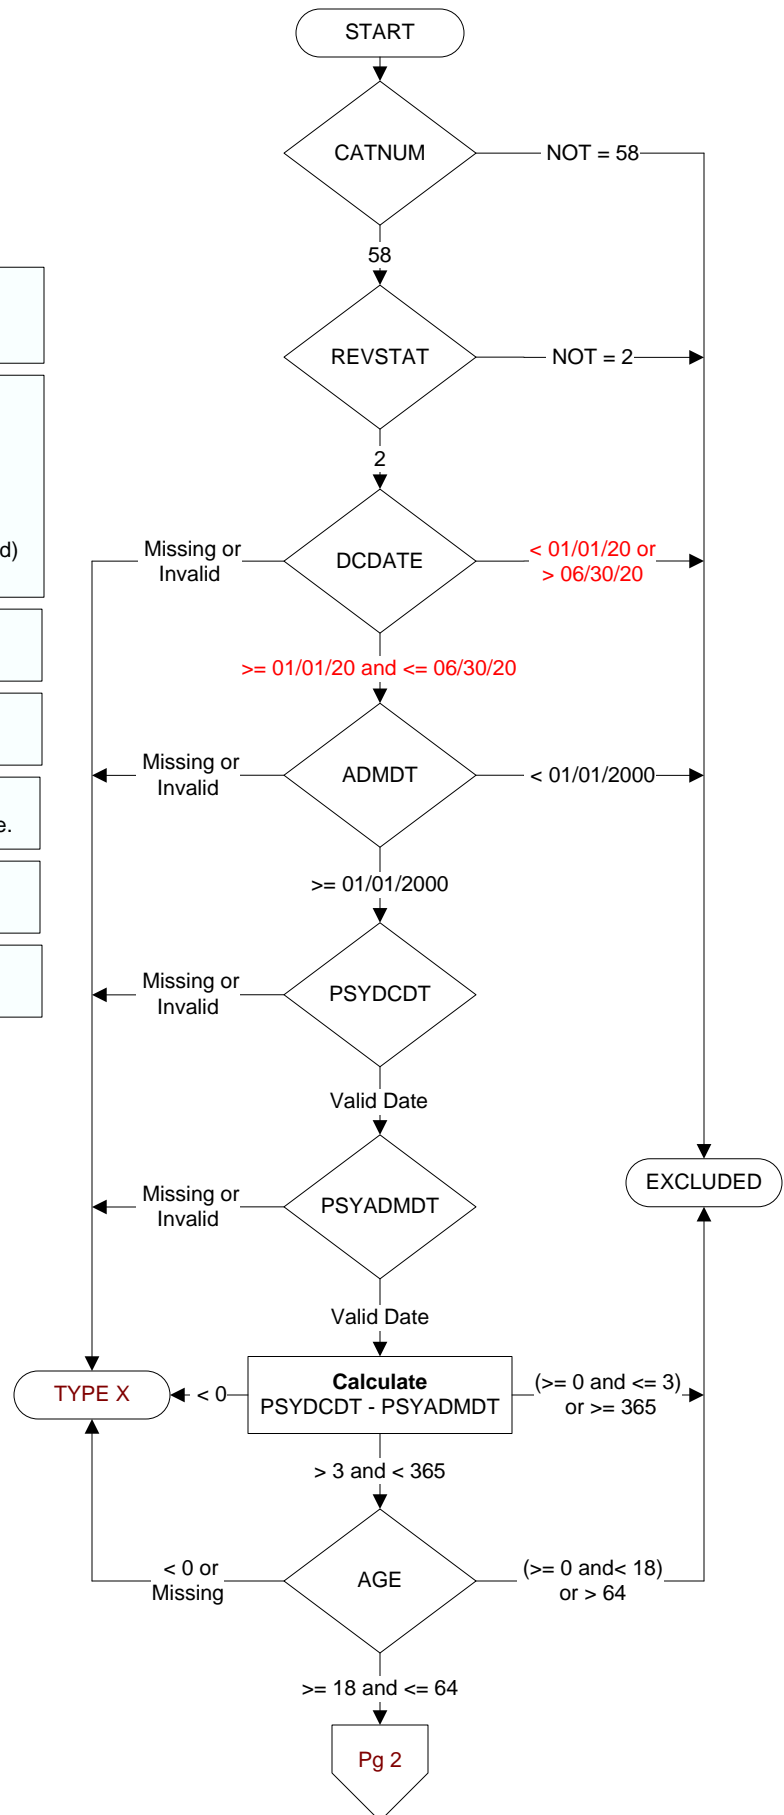 START
CATNUM
NOT = 58
58
REVSTAT
NOT = 2
2
d)
Missing or
Invalid
DCDATE
< 01/01/20 or
> 06/30/20
>= 01/01/20 and <= 06/30/20
Missing or
Invalid
ADMDT
< 01/01/2000
e.
>= 01/01/2000
Missing or
Invalid
PSYDCDT
Valid Date
Missing or
Invalid
PSYADMDT
EXCLUDED
Valid Date
TYPE X
< 0
Calculate
PSYDCDT - PSYADMDT
(>= 0 and <= 3)
or >= 365
> 3 and < 365
< 0 or
Missing
AGE
(>= 0 and< 18)
or > 64
>= 18 and <= 64
Pg 2